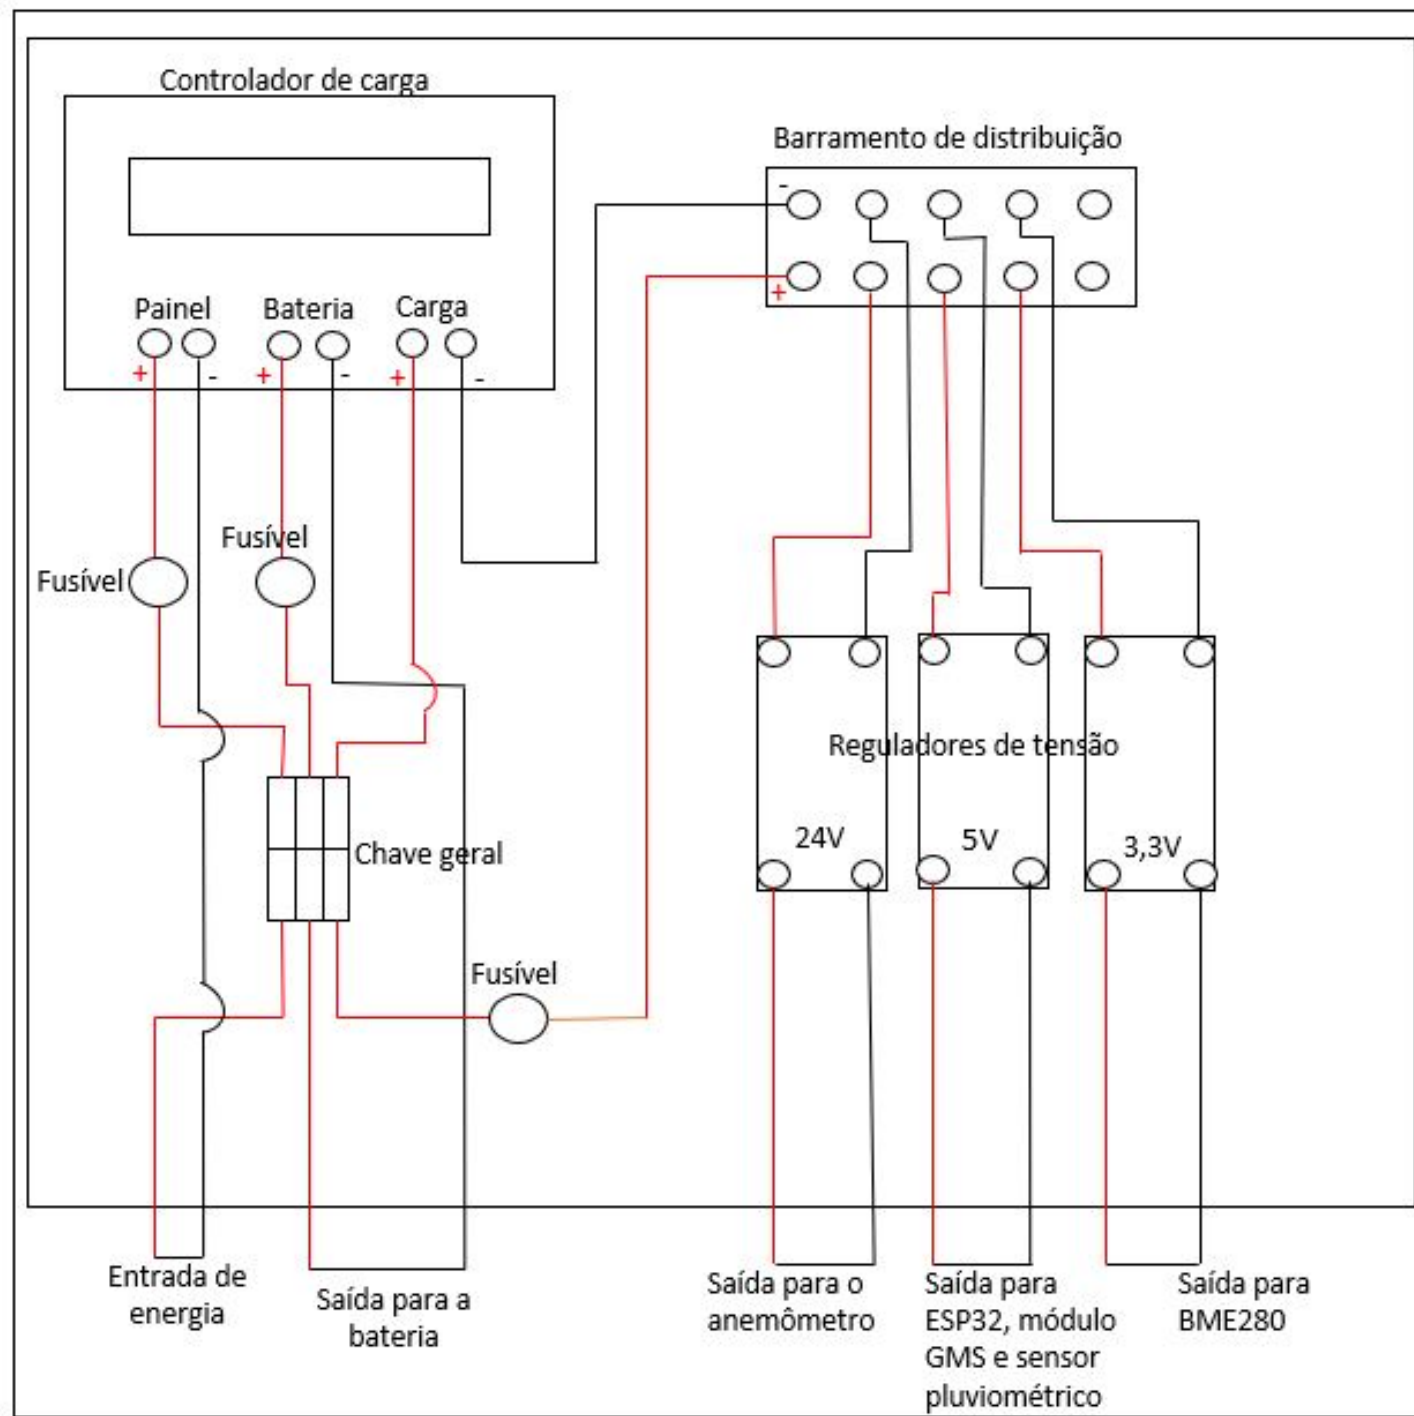 Controlador de carga
Barramento de distribuição
-
+
Painel
Bateria
Carga
+
-
+
-
+
-
Fusível
Fusível
Reguladores de tensão
24V
5V
3,3V
Chave geral
Fusível
Entrada de
energia
Saída para a
bateria
Saída para o
anemômetro
Saída para
ESP32, módulo
GMS e sensor
pluviométrico
Saída para
BME280